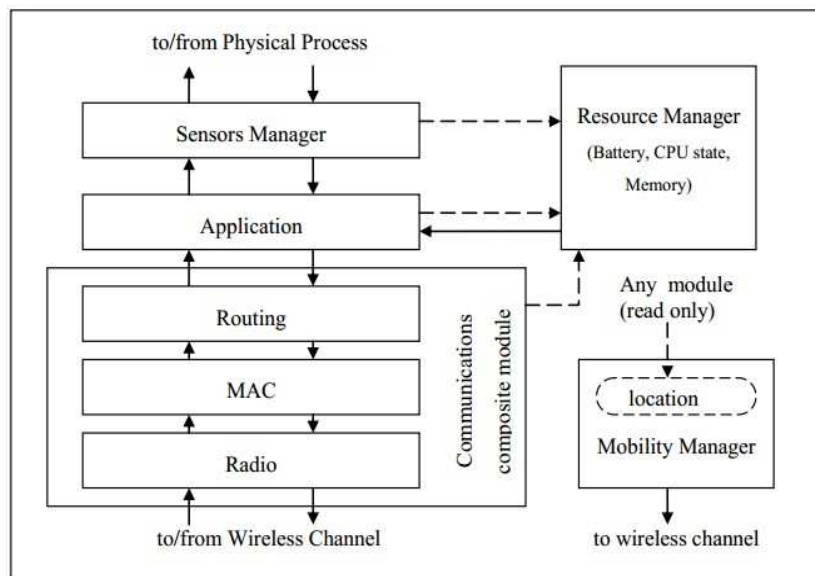 to/from Physical Process
Sensors Manager
Application
Routing
MAC
Radio
Communications
composite module
to/from Wireless Channel
Resource Manager
(Battery, CPU state,
Memory)
Any module
(read only)
location
Mobility Manager
to wireless channel